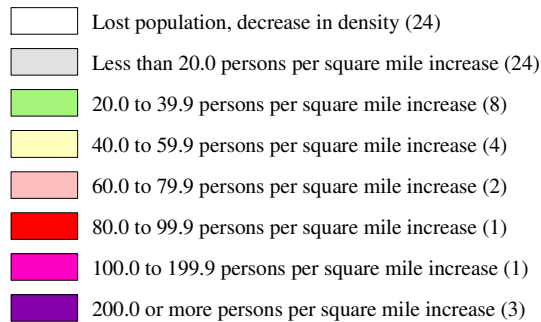 Lost population, decrease in density (24)
Less than 20.0 persons per square mile increase (24)
20.0 to 39.9 persons per square mile increase (8)
40.0 to 59.9 persons per square mile increase (4)
60.0 to 79.9 persons per square mile increase (2)
80.0 to 99.9 persons per square mile increase (1)
100.0 to 199.9 persons per square mile increase (1)
200.0 or more persons per square mile increase (3)